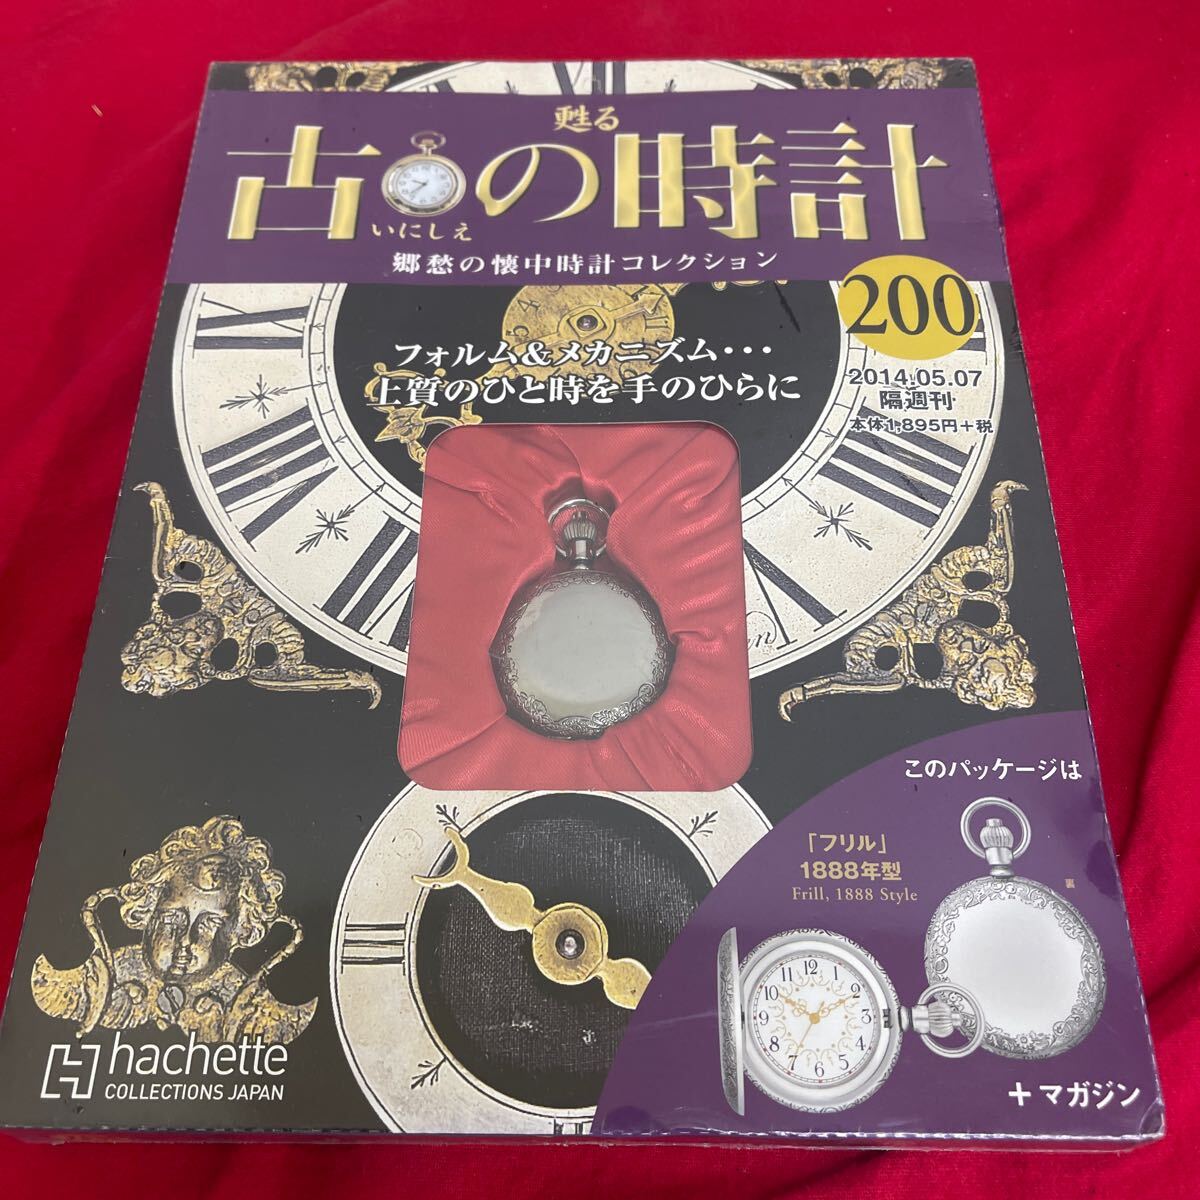 甦る
古の時計
いにしえ
郷愁の懐中時計コレクション
200
フォルム&メカニズム・・・
上質のひと時を手のひらに
2014.05.07
隔週刊
本体1,895円+税
このパッケージは
「フリル」
1888年型
Frill, 1888 Style
裏
+マガジン
hachette
COLLECTIONS JAPAN